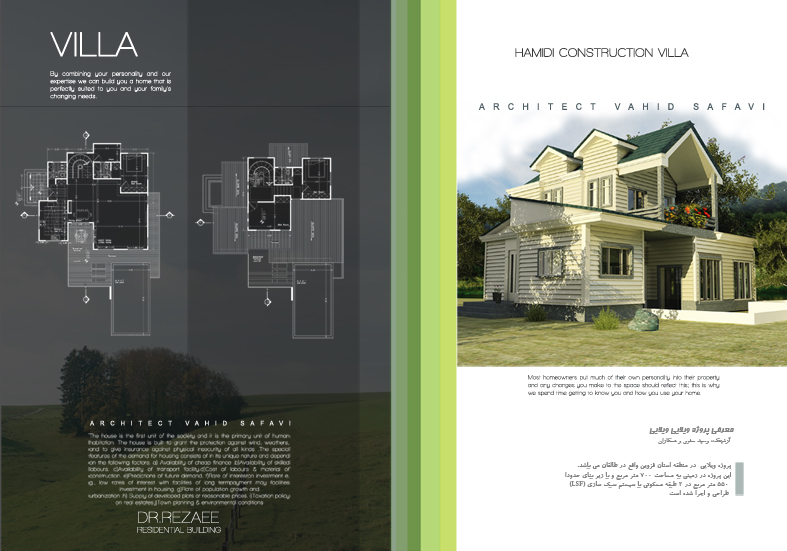 VILLA
By combining your personality and our
expertise we can build you a home that is
perfectly suited to you and your family's
changing needs.
ARCHITECT VAHID SAFAVI
"The house is the first unit of the society and it is the primary unit of human
habitation. The house is built to grant the protection against wind, weathers,
and to give insurance against physical insecurity of all kinds .The special
features of the demand for housing consists of in its unique nature and depend
on the following factors. a) Availability of cheap finance .b)Availability of skilled
labours. c)Availability of transport facility.d)Cost of labours & material of
construction. e)Predictions of future demand. f)Rate of interests investment e.
g., low rates of interest with facilities of long termpayment may facilities
investment in housing .g)Rate of population growth and
urbanization .h) Supply of developed plots at reasonable prices. i)Taxation policy
on real estates.j)Town planning & environmental conditions
DR.REZAEE
RESIDENTIAL BUILDING
HAMIDI CONSTRUCTION VILLA
ARCHITECT VAHID SAFAVI
Most homeowners put much of their own personality into their property
and any changes you make to the space should reflect this; this is why
we spend time getting to know you and how you use your home.
معرفی پروژه ویلایی ویلایی
آرشیتکت وحید صفوی و همکاران
پروژه ویلایی در منطقه استان قزوین واقع در طالقان می باشد.
این پروژه در زمینی به مساحت ۷۰۰ متر مربع و با زیر بنای حدودا
۵۵۰ متر مربع در ۲ طبقه مسکونی با سیستم سبک سازی (LSF)
طراحی و اجرا شده است